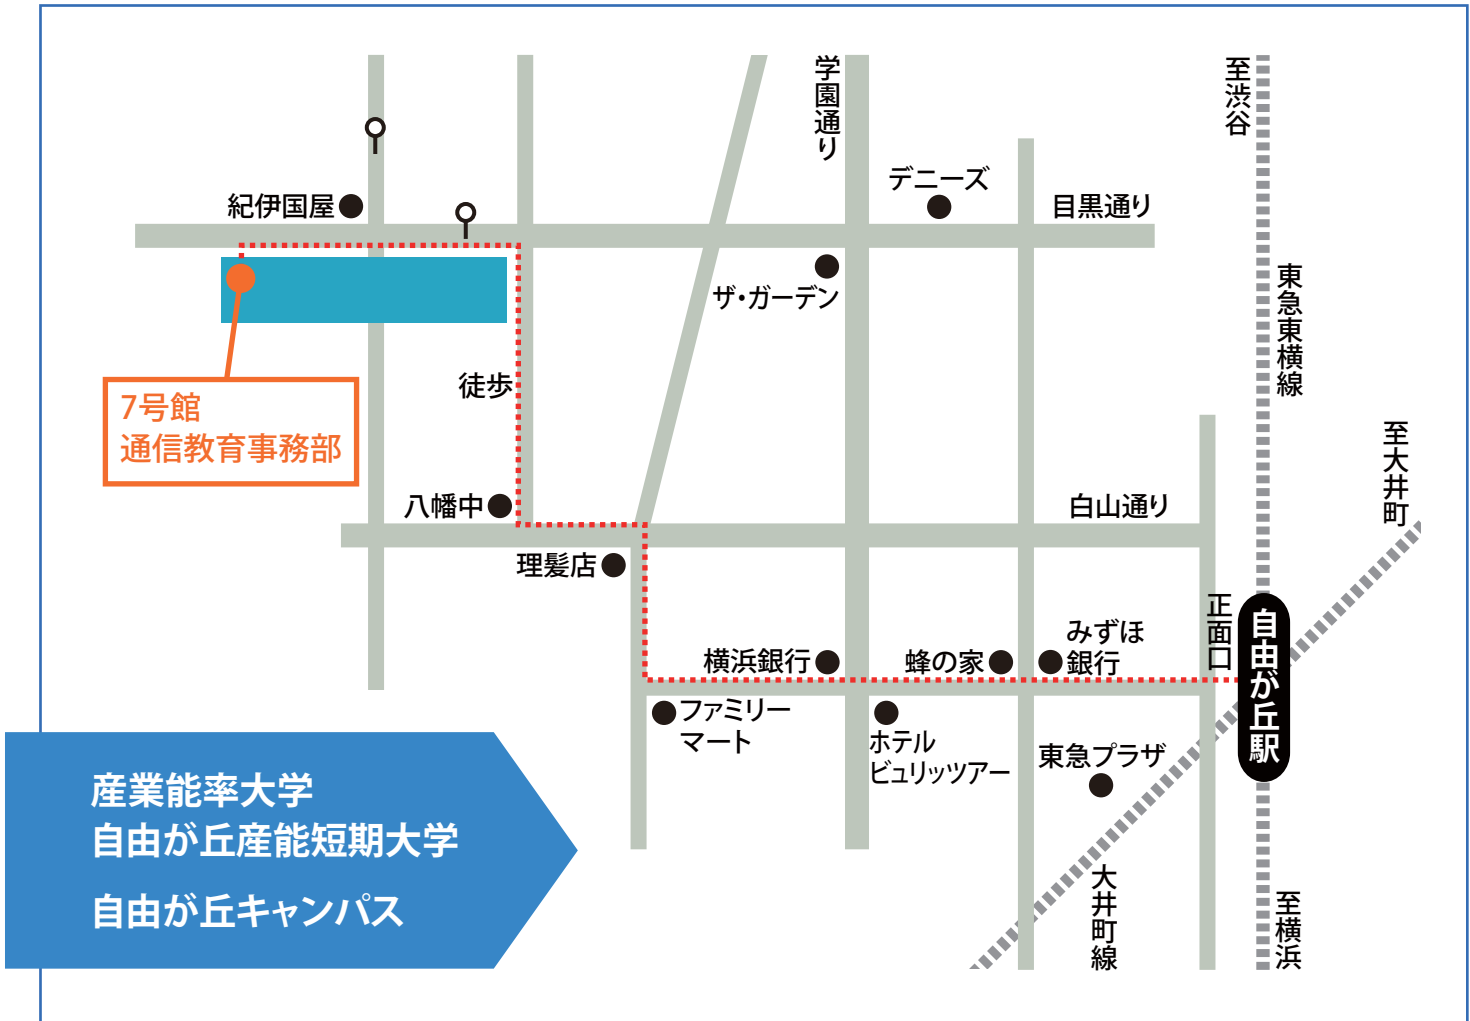 学園通り
至渋谷
デニーズ
紀伊国屋
目黒通り
ザ・ガーデン
東急東横線
徒歩
7号館
通信教育事務部
至大井町
八幡中
白山通り
理髪店
正面口
自由が丘駅
みずほ
銀行
横浜銀行
蜂の家
ファミリー
マート
ホテル
ビュリッツアー
東急プラザ
産業能率大学
自由が丘産能短期大学
自由が丘キャンパス
大井町線
至横浜